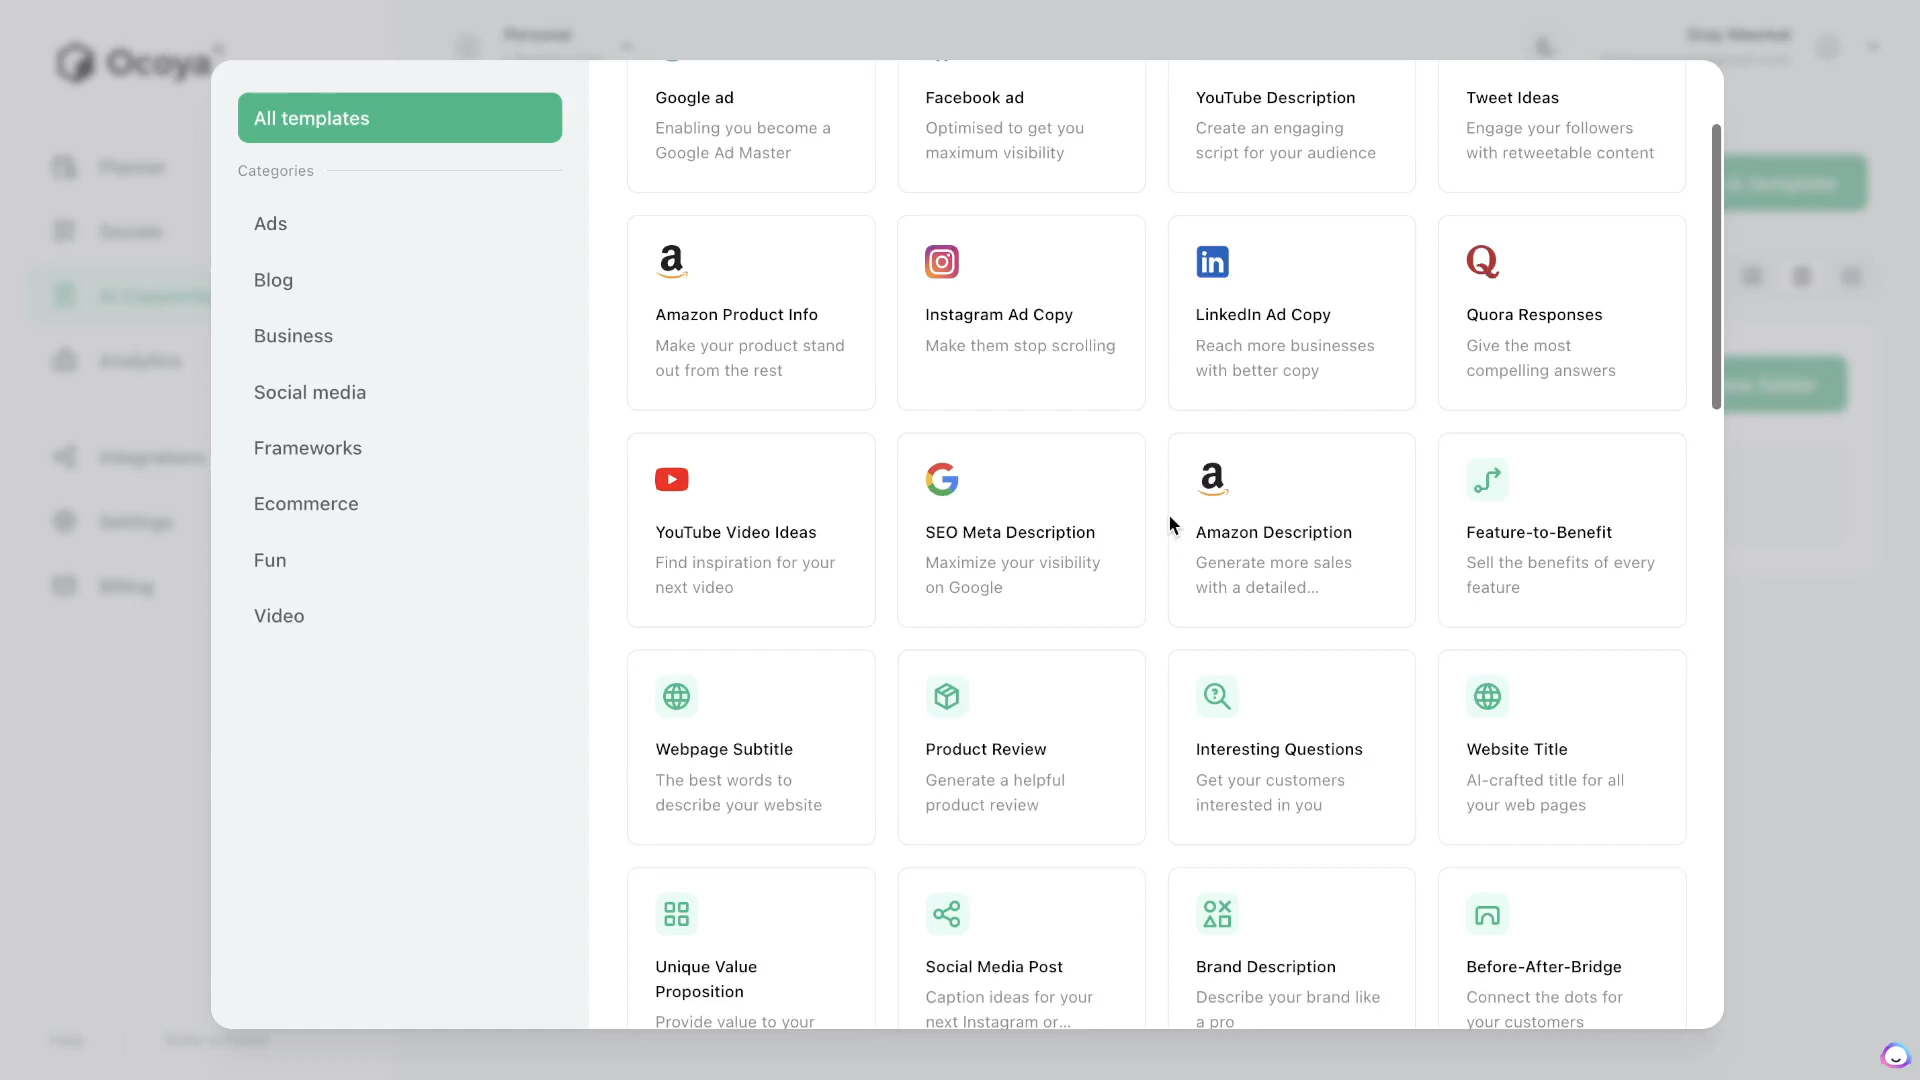 Ocoya
Personal
Planner
Socials
Analytics
Integrations
Settings
Billing
All templates
Categories
Ads
Blog
Business
Social media
Frameworks
Ecommerce
Fun
Video
Google ad
Enabling you become a
Google Ad Master
Facebook ad
Optimised to get you
maximum visibility
YouTube Description
Create an engaging
script for your audience
Tweet Ideas
Engage your followers
with retweetable content
Amazon Product Info
Make your product stand
out from the rest
Instagram Ad Copy
Make them stop scrolling
LinkedIn Ad Copy
Reach more businesses
with better copy
Quora Responses
Give the most
compelling answers
YouTube Video Ideas
Find inspiration for your
next video
SEO Meta Description
Maximize your visibility
on Google
Amazon Description
Generate more sales
with a detailed...
Feature-to-Benefit
Sell the benefits of every
feature
Webpage Subtitle
The best words to
describe your website
Product Review
Generate a helpful
product review
Interesting Questions
Get your customers
interested in you
Website Title
AI-crafted title for all
your web pages
Unique Value
Proposition
Provide value to your
Social Media Post
Caption ideas for your
next Instagram or...
Brand Description
Describe your brand like
a pro
Before-After-Bridge
Connect the dots for
your customers